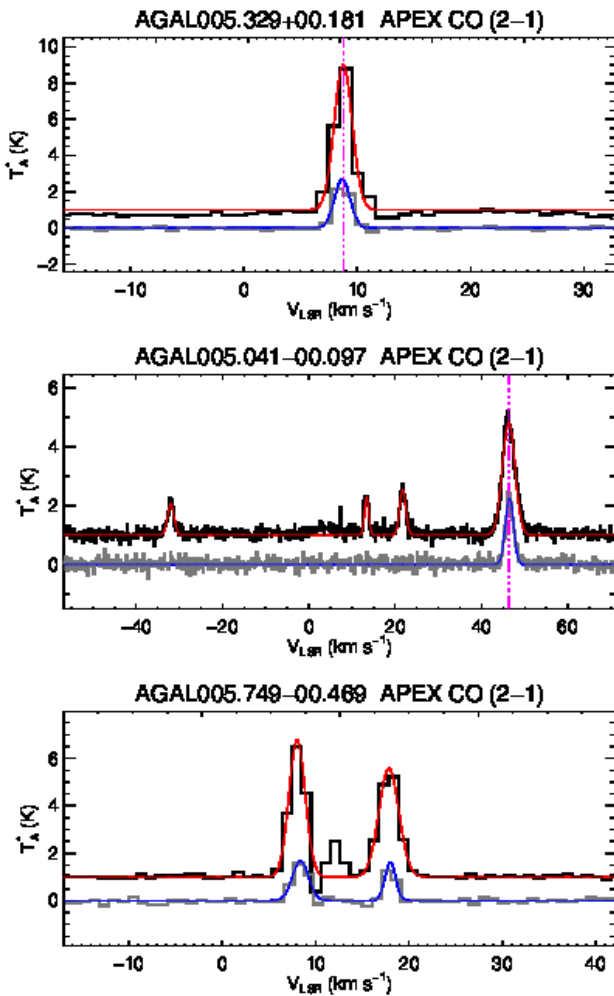 AGAL005.329+00.181 APEX CO (2−1)
10
8
6
4
2
0
−2
T*A (K)
−10 0 10 20 30
VLSR (km s−1)
AGAL005.041−00.097 APEX CO (2−1)
6
4
2
0
T*A (K)
−40 −20 0 20 40 60
VLSR (km s−1)
AGAL005.749−00.469 APEX CO (2−1)
6
4
2
0
T*A (K)
−10 0 10 20 30 40
VLSR (km s−1)